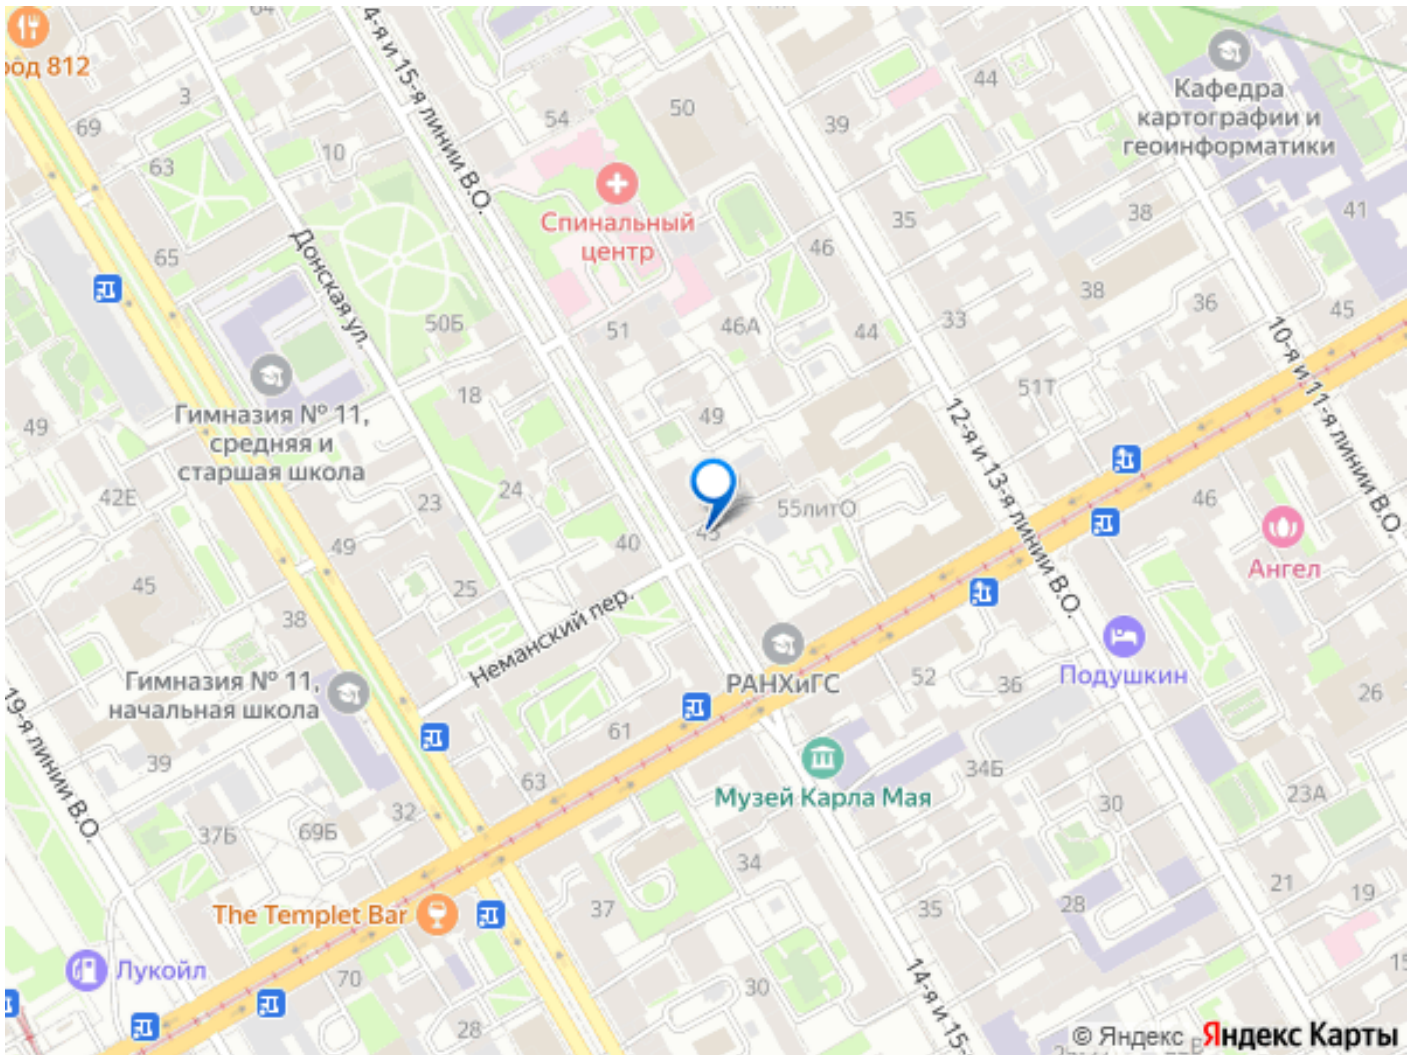 64
род 812
3
69
63
10
54
50
39
44
Кафедра
картографии и
геоинформатики
14-я и 15-я линии В.О.
Спинальный
центр
35
38
41
65
46
Донская ул.
50Б
51
46А
44
33
38
36
45
10-я и 11-я линии В.О.
Гимназия № 11,
средняя и
старшая школа
18
49
51Т
49
12-я и 13-я линии В.О.
42Е
23
24
55литО
46
49
40
45
Ангел
45
25
38
Неманский пер.
РАНХиГС
Подушкин
Гимназия № 11,
начальная школа
52
36
26
19-я линии В.О.
61
39
63
34Б
Музей Карла Мая
30
23А
37Б
69Б
32
34
21
19
The Templet Bar
37
35
28
Лукойл
70
30
14-я и 15-
15
28
© Яндекс
Яндекс Карты